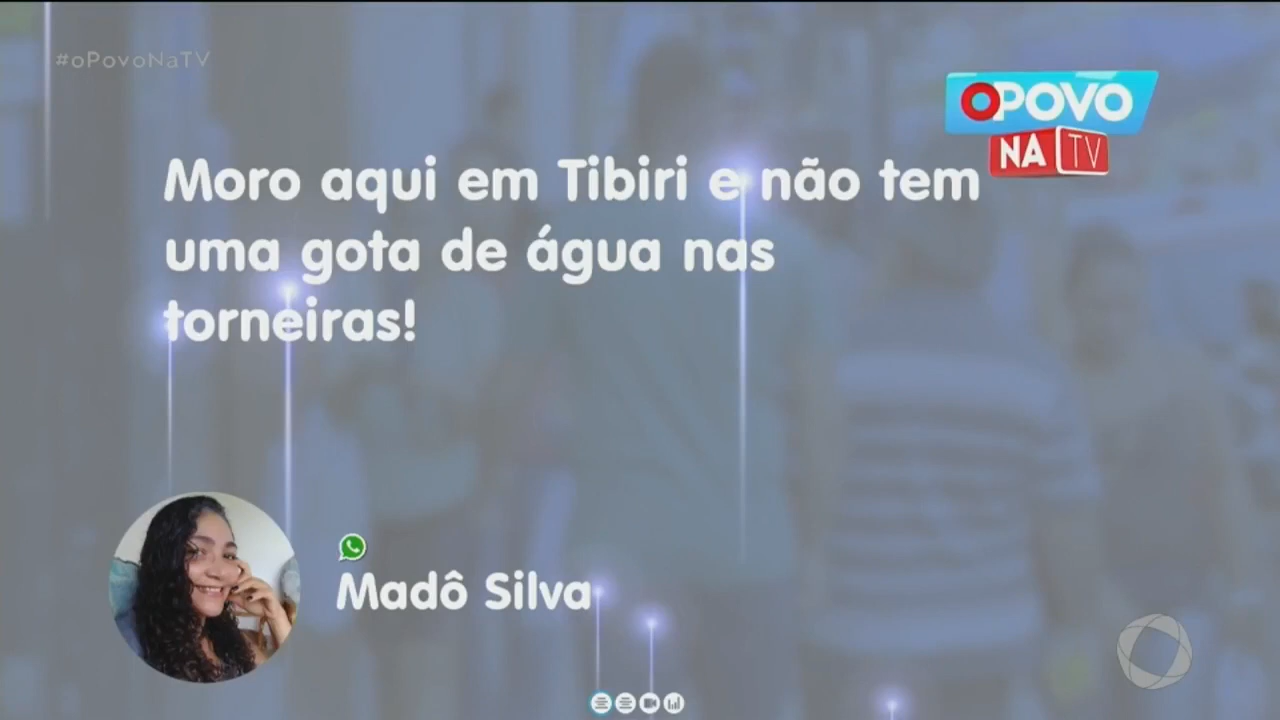 #oPovoNaTV
OPOVO
NA TV
Moro aqui em Tibiri e não tem
uma gota de água nas
torneiras!
Madô Silva